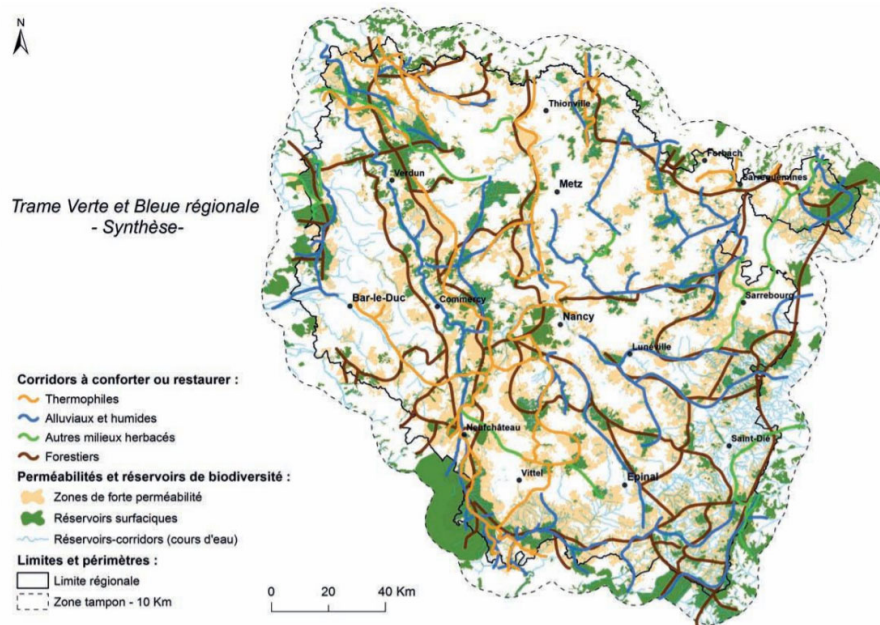 N
Thionville
Forbach
Sarreguemines
Verdun
Metz
Trame Verte et Bleue régionale
- Synthèse-
Bar-le-Duc
Commercy
Sarrebourg
Nancy
Lunéville
Corridors à conforter ou restaurer :
Thermophiles
Alluviaux et humides
Autres milieux herbacés
Forestiers
Neufchâteau
Saint-Dié
Vittel
Epinal
Perméabilités et réservoirs de biodiversité :
Zones de forte perméabilité
Réservoirs surfaciques
Réservoirs-corridors (cours d'eau)
Limites et périmètres :
Limite régionale
Zone tampon - 10 Km
0 20 40 Km